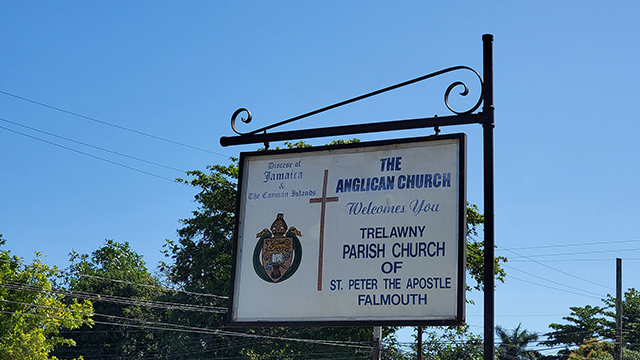 Diocese of
Jamaica
&
The Cayman Islands
THE
ANGLICAN CHURCH
Welcomes You
TRELAWNY
PARISH CHURCH
OF
ST. PETER THE APOSTLE
FALMOUTH